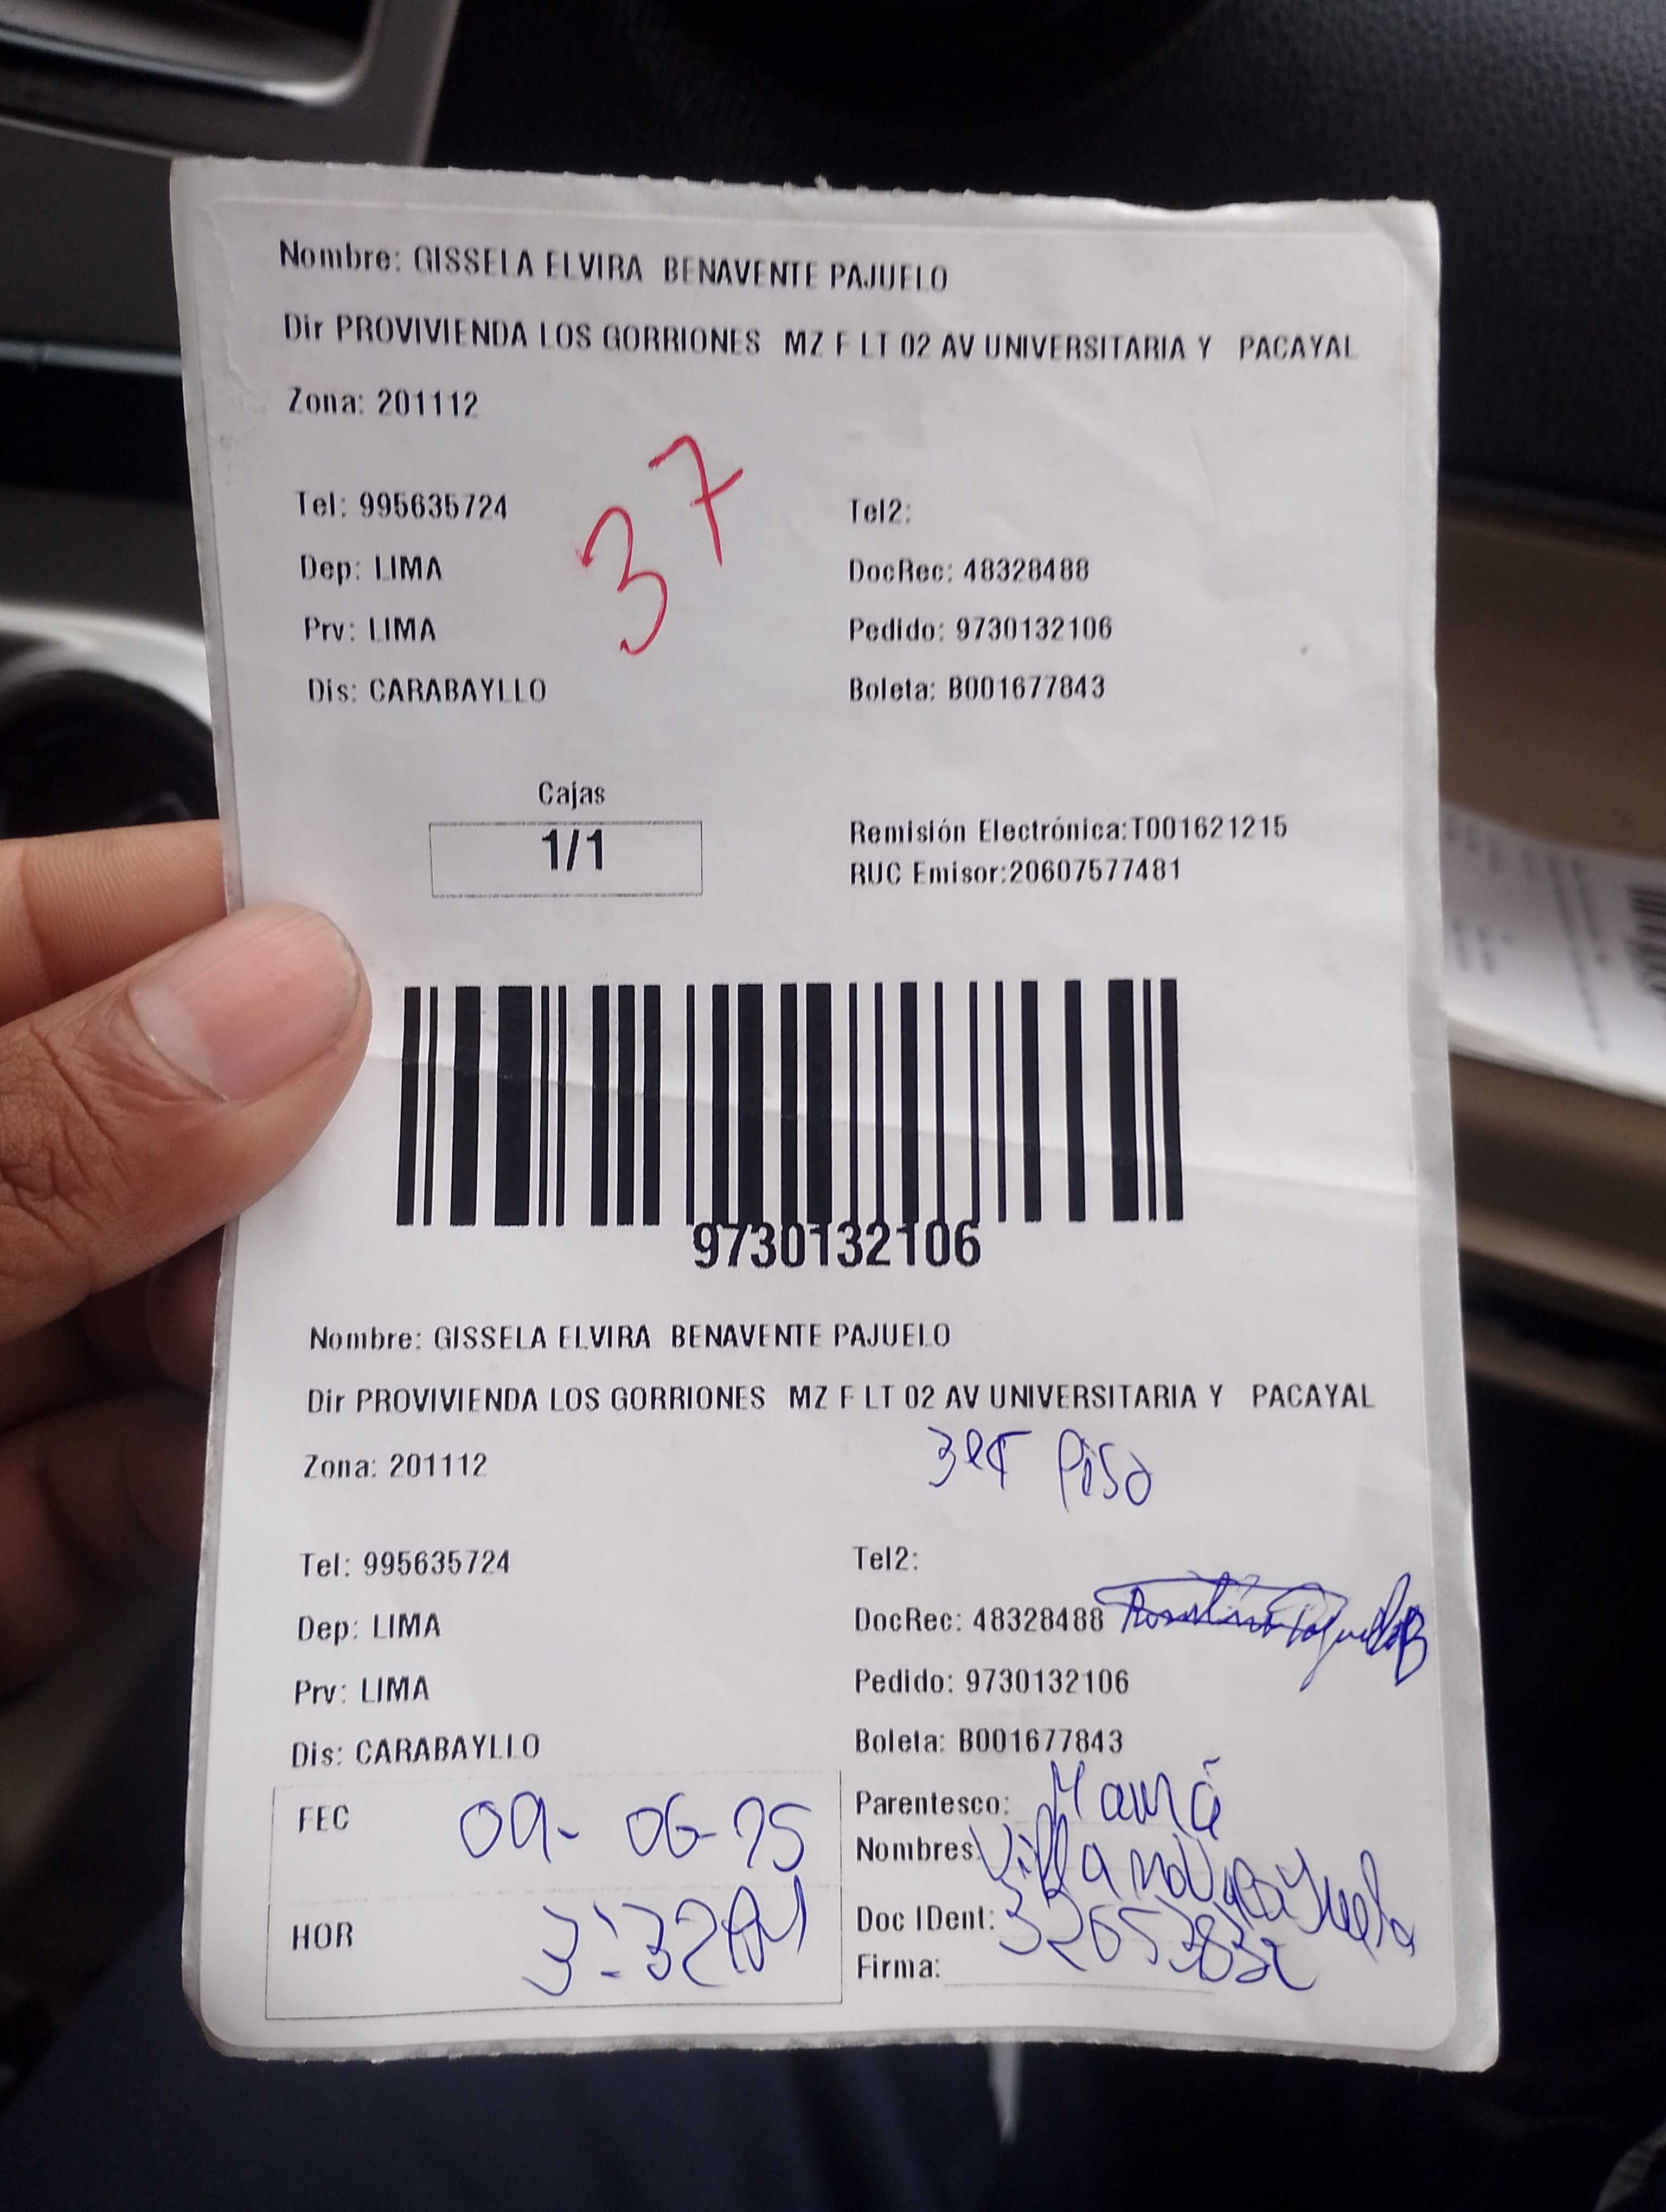 Nombre: GISSELA ELVIRA BENAVENTE PAJUELO
Dir PROVIVIENDA LOS GORRIONES MZ F LT 02 AV UNIVERSITARIA Y PACAYAL
Zona: 201112
37
Tel: 995635724 Tel2:
Dep: LIMA DocRec: 48328488
Prv: LIMA Pedido: 9730132106
Dis: CARABAYLLO Boleta: B001677843
Cajas
1/1
Remisión Electrónica:T001621215
RUC Emisor:20607577481
9730132106
Nombre: GISSELA ELVIRA BENAVENTE PAJUELO
Dir PROVIVIENDA LOS GORRIONES MZ F LT 02 AV UNIVERSITARIA Y PACAYAL
3er Piso
Zona: 201112
Tel: 995635724 Tel2:
Dep: LIMA DocRec: 48328488
Prv: LIMA Pedido: 9730132106
Dis: CARABAYLLO Boleta: B001677843
FEC 09- 06-25
HOR 3:32PM
Parentesco: Mamá
Nombres:
Doc IDent:
Firma: